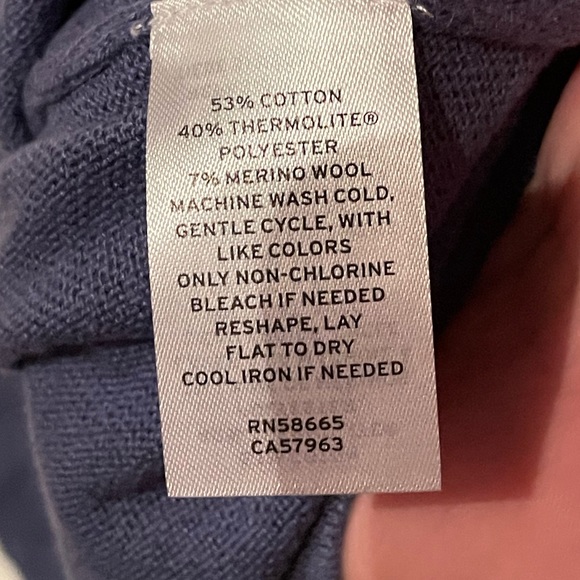 53% COTTON
40% THERMOLITE®
POLYESTER
7% MERINO WOOL
MACHINE WASH COLD,
GENTLE CYCLE, WITH
LIKE COLORS
ONLY NON-CHLORINE
BLEACH IF NEEDED
RESHAPE, LAY
FLAT TO DRY
COOL IRON IF NEEDED
RN58665
CA57963